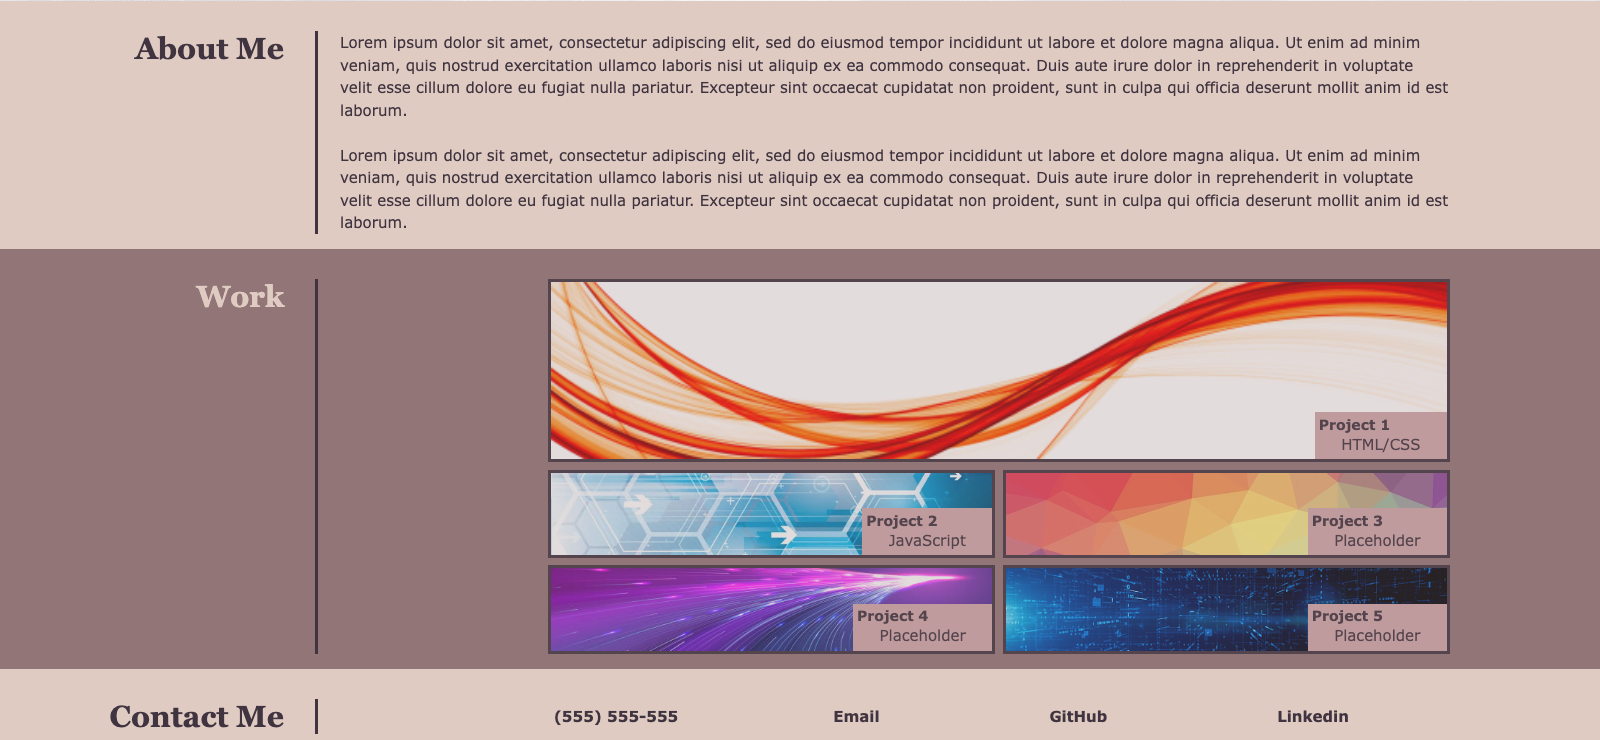 About Me
Lorem ipsum dolor sit amet, consectetur adipiscing elit, sed do eiusmod tempor incididunt ut labore et dolore magna aliqua. Ut enim ad minim
veniam, quis nostrud exercitation ullamco laboris nisi ut aliquip ex ea commodo consequat. Duis aute irure dolor in reprehenderit in voluptate
velit esse cillum dolore eu fugiat nulla pariatur. Excepteur sint occaecat cupidatat non proident, sunt in culpa qui officia deserunt mollit anim id est
laborum.
Lorem ipsum dolor sit amet, consectetur adipiscing elit, sed do eiusmod tempor incididunt ut labore et dolore magna aliqua. Ut enim ad minim
veniam, quis nostrud exercitation ullamco laboris nisi ut aliquip ex ea commodo consequat. Duis aute irure dolor in reprehenderit in voluptate
velit esse cillum dolore eu fugiat nulla pariatur. Excepteur sint occaecat cupidatat non proident, sunt in culpa qui officia deserunt mollit anim id est
laborum.
Work
Project 1
HTML/CSS
Project 2
JavaScript
Project 3
Placeholder
Project 4
Placeholder
Project 5
Placeholder
Contact Me
(555) 555-555
Email
GitHub
Linkedin